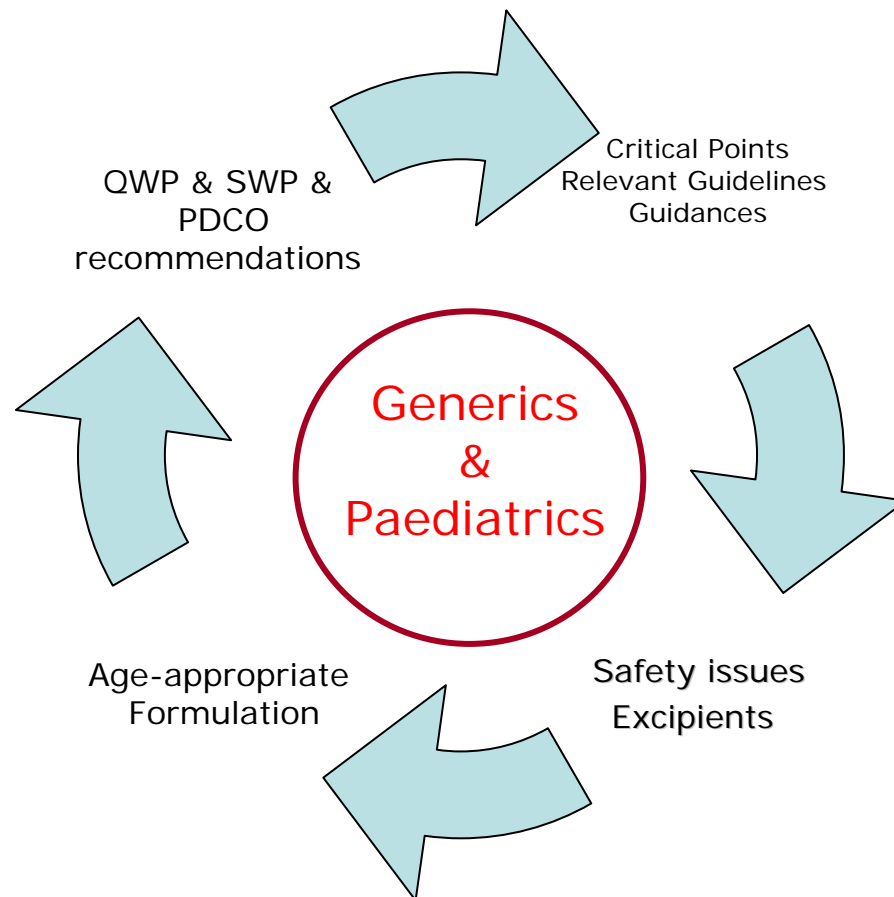 QWP & SWP &
PDCO
recommendations
Critical Points
Relevant Guidelines
Guidances
Generics
&
Paediatrics
Age-appropriate
Formulation
Safety issues
Excipients